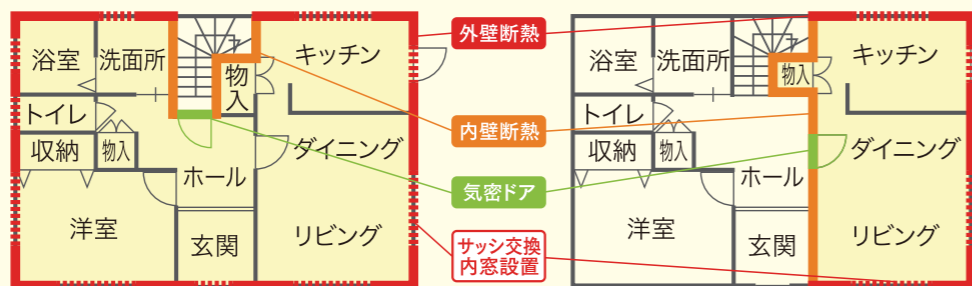 浴室
洗面所
キッチン
物入
トイレ
収納
物入
ダイニング
ホール
洋室
玄関
リビング
外壁断熱
内壁断熱
気密ドア
サッシ交換
内窓設置
浴室
洗面所
キッチン
物入
トイレ
収納
物入
ダイニング
ホール
洋室
玄関
リビング